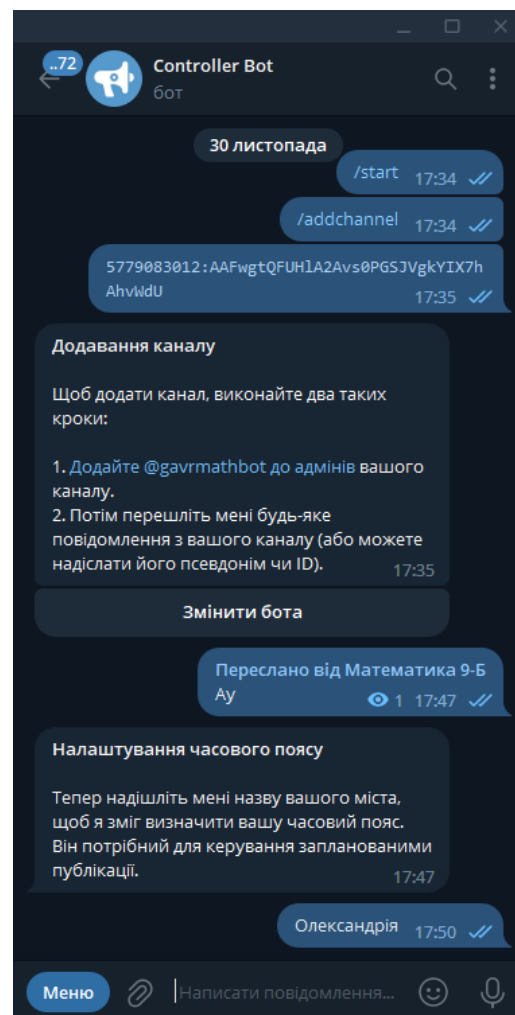 ..72
Controller Bot
бот
30 листопада
/start 17:34
/addchannel 17:34
5779083012:AAFwgtQFUHlA2Avs0PGSJVgkYIX7h
AhvWdU 17:35
Додавання каналу
Щоб додати канал, виконайте два таких
кроки:
1. Додайте @gavrmathbot до адмінів вашого
каналу.
2. Потім перешліть мені будь-яке
повідомлення з вашого каналу (або можете
надіслати його псевдонім чи ID). 17:35
Змінити бота
Переслано від Математика 9-Б
Ау 1 17:47
Налаштування часового поясу
Тепер надішліть мені назву вашого міста,
щоб я зміг визначити вашу часовий пояс.
Він потрібний для керування запланованими
публікації. 17:47
Олександрія 17:50
Меню
Написати повідомлення...